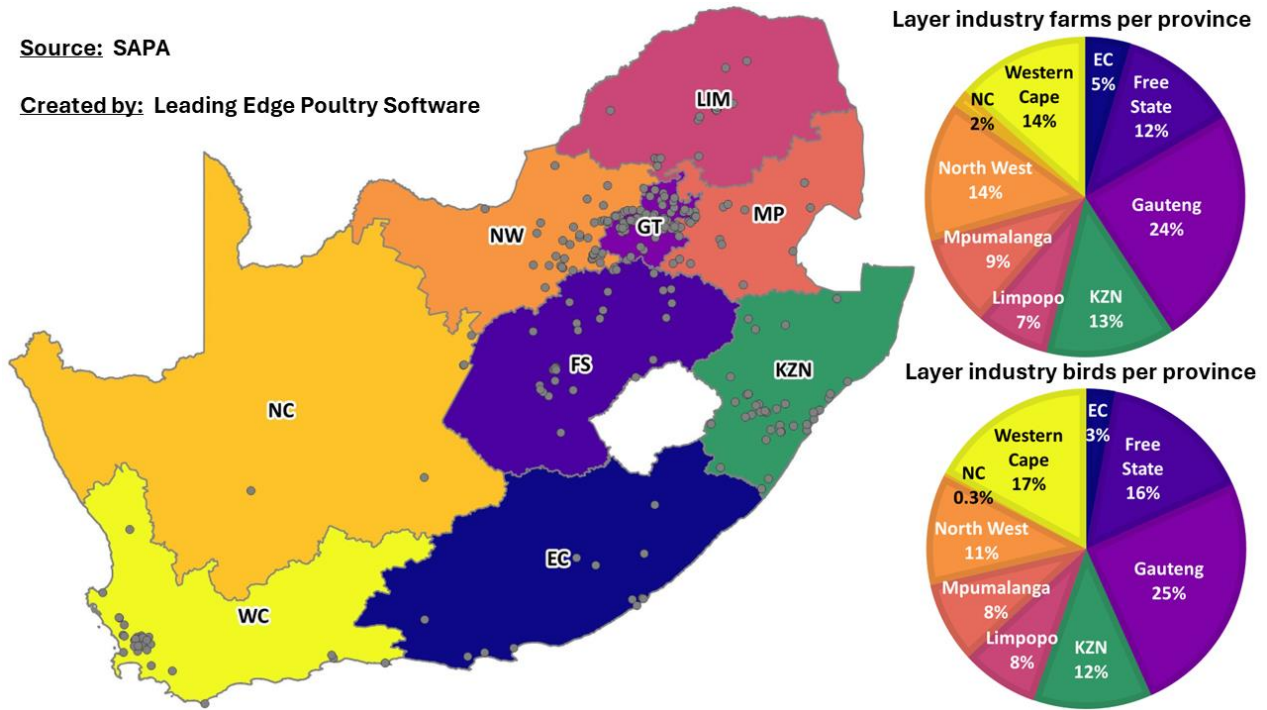 Source: SAPA
Created by: Leading Edge Poultry Software
LIM
NW
GT
MP
FS
KZN
NC
EC
WC
Layer industry farms per province
EC
5%
Free
State
12%
Gauteng
24%
KZN
13%
Limpopo
7%
Mpumalanga
9%
North West
14%
NC
2%
Western
Cape
14%
Layer industry birds per province
EC
3%
Free
State
16%
Gauteng
25%
KZN
12%
Limpopo
8%
Mpumalanga
8%
North West
11%
NC
0.3%
Western
Cape
17%